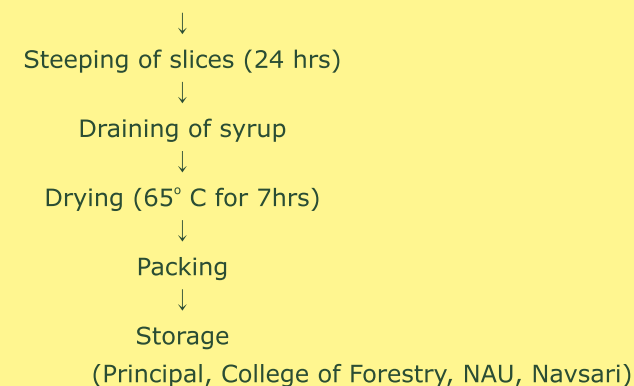 ↓
Steeping of slices (24 hrs)
↓
Draining of syrup
↓
Drying (65° C for 7hrs)
↓
Packing
↓
Storage
(Principal, College of Forestry, NAU, Navsari)